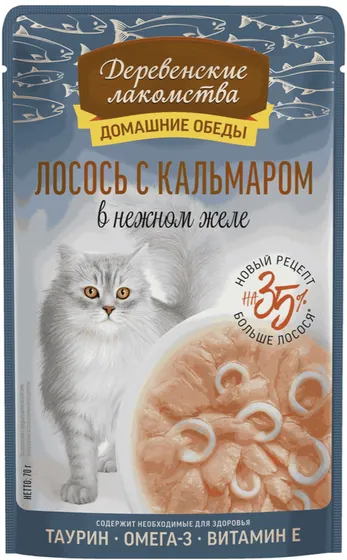 Деревенские
лакомства
ДОМАШНИЕ ОБЕДЫ
ЛОСОСЬ С КАЛЬМАРОМ
в нежном желе
НОВЫЙ РЕЦЕПТ
НА 35%
БОЛЬШЕ ЛОСОСЯ*
НЕТТО: 70 г
СОДЕРЖИТ НЕОБХОДИМЫЕ ДЛЯ ЗДОРОВЬЯ
ТАУРИН · ОМЕГА-3 · ВИТАМИН Е